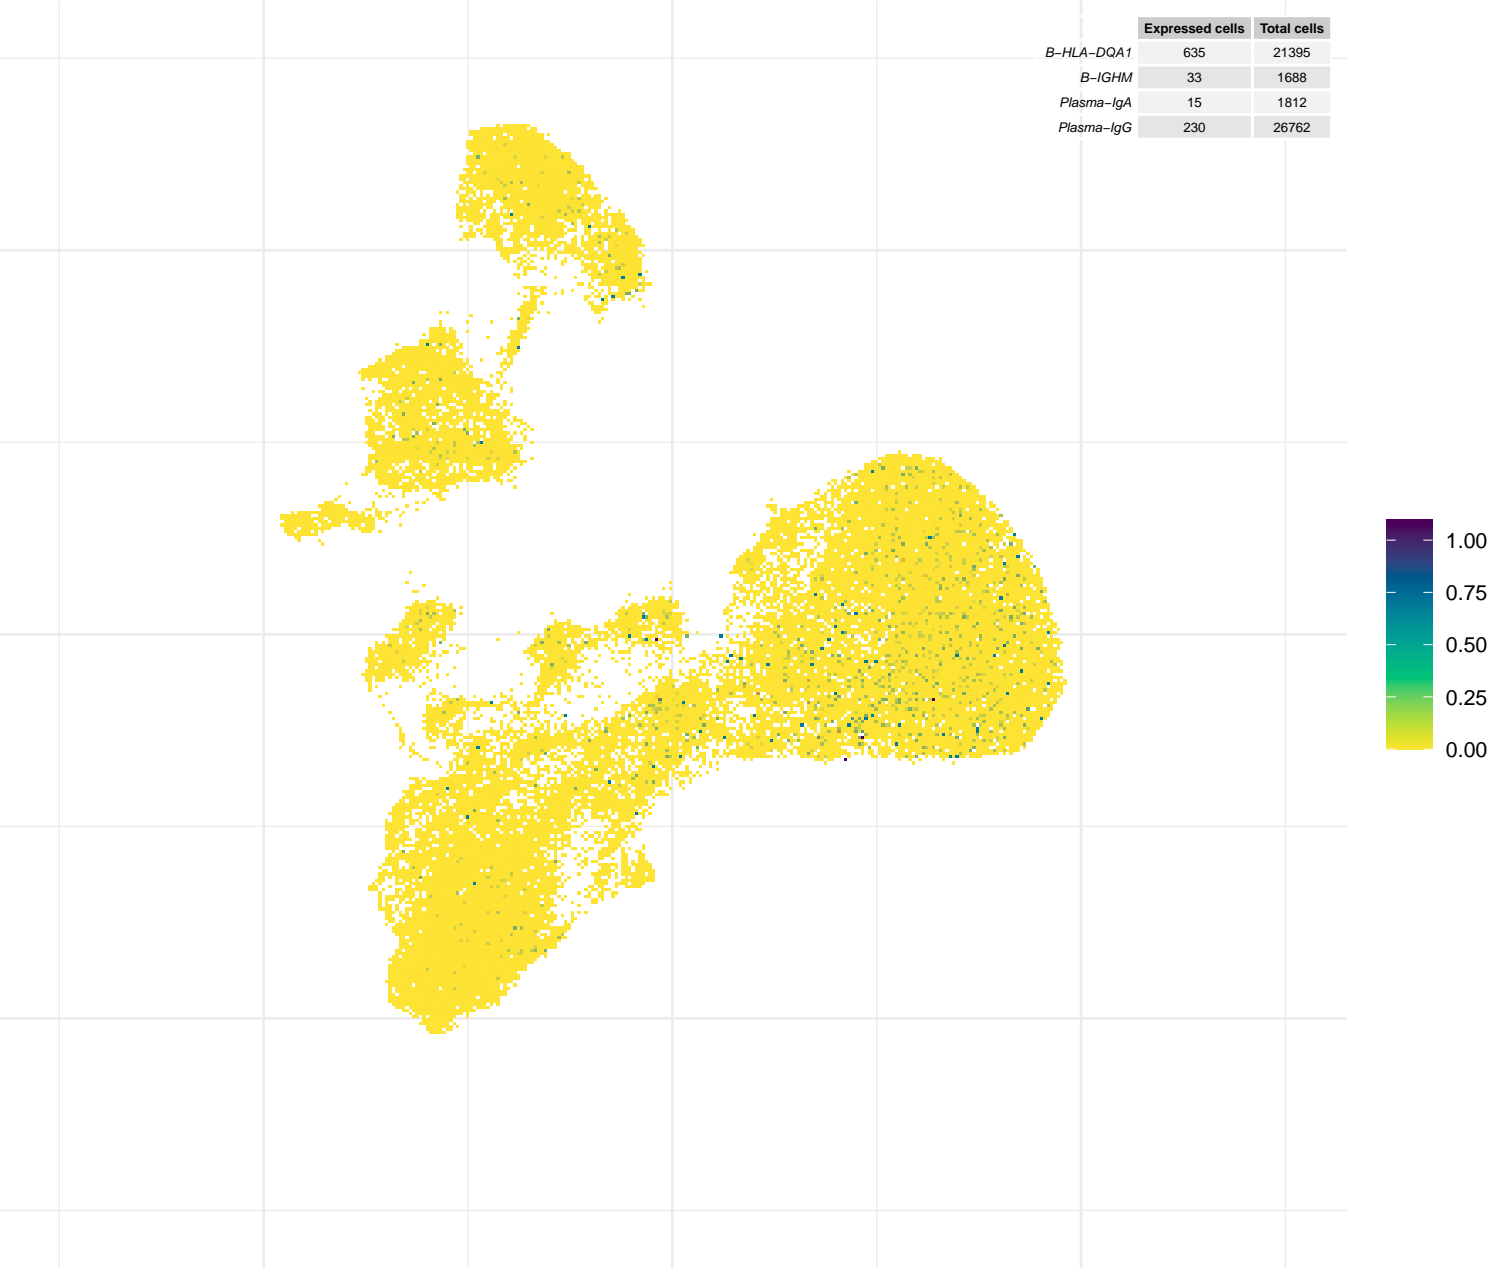 Expressed cells Total cells
B−HLA−DQA1 635 21395
B−IGHM 33 1688
Plasma−IgA 15 1812
Plasma−IgG 230 26762
1.00
0.75
0.50
0.25
0.00